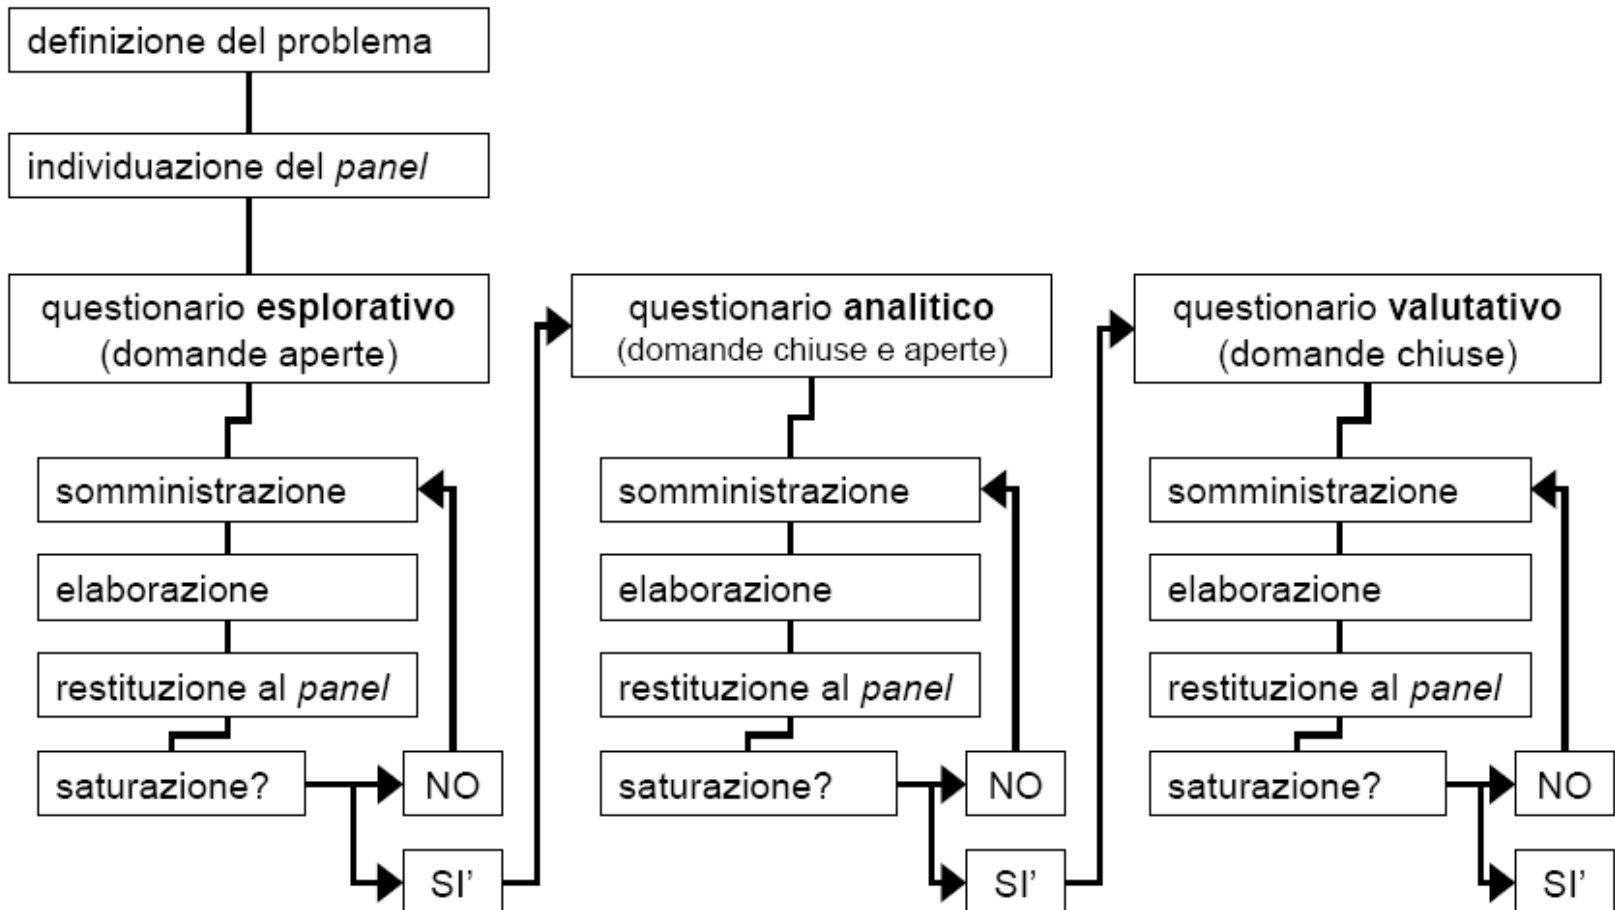 definizione del problema
individuazione del panel
questionario esplorativo
(domande aperte)
somministrazione
elaborazione
restituzione al panel
saturazione?
NO
SI’
questionario analitico
(domande chiuse e aperte)
somministrazione
elaborazione
restituzione al panel
saturazione?
NO
SI’
questionario valutativo
(domande chiuse)
somministrazione
elaborazione
restituzione al panel
saturazione?
NO
SI’